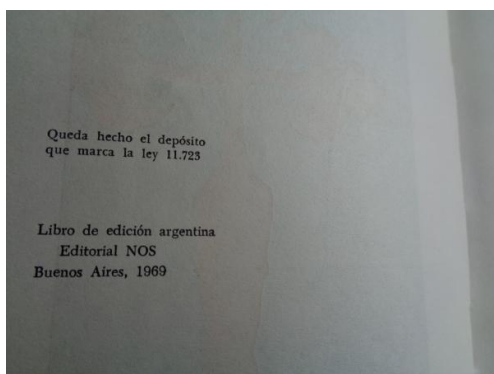 Queda hecho el depósito
que marca la ley 11.723
Libro de edición argentina
Editorial NOS
Buenos Aires, 1969